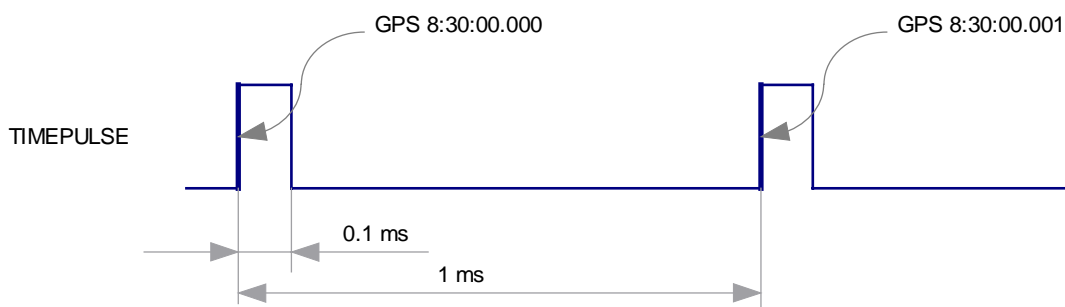 GPS 8:30:00.000
GPS 8:30:00.001
TIMEPULSE
0.1 ms
1 ms